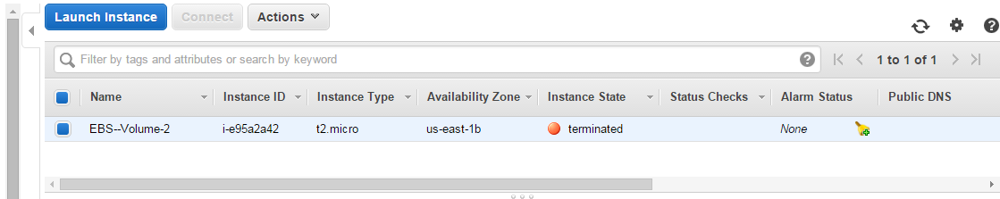 Launch Instance Connect Actions
Filter by tags and attributes or search by keyword ? 1 to 1 of 1 ?
Name Instance ID Instance Type Availability Zone Instance State Status Checks Alarm Status Public DNS
EBS--Volume-2 i-e95a2a42 t2.micro us-east-1b terminated None